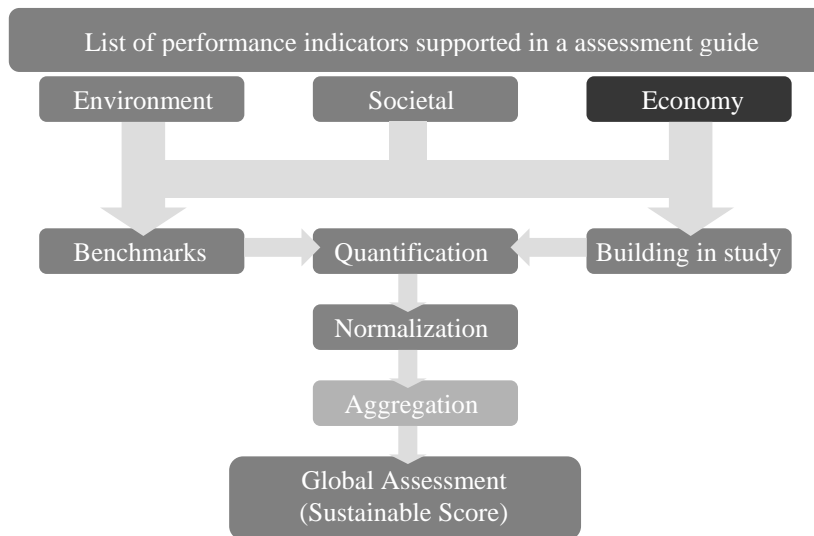 List of performance indicators supported in a assessment guide
Environment
Societal
Economy
Benchmarks
Quantification
Building in study
Normalization
Aggregation
Global Assessment
(Sustainable Score)